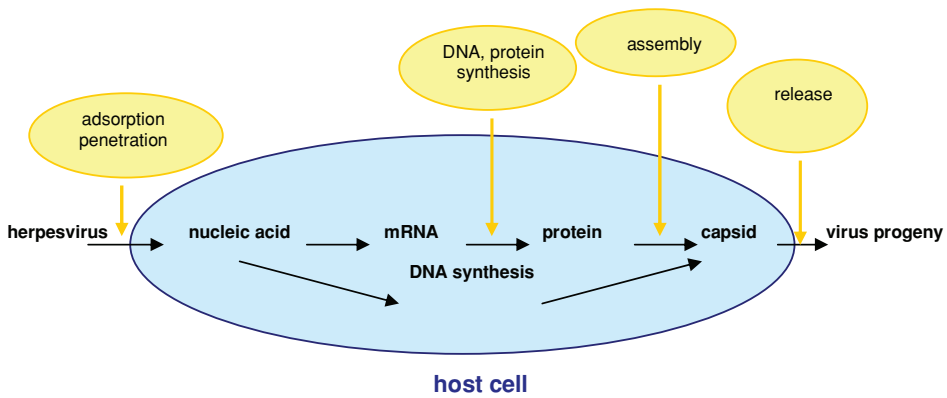 DNA, protein
synthesis
assembly
release
adsorption
penetration
herpesvirus
nucleic acid
mRNA
protein
capsid
virus progeny
DNA synthesis
host cell